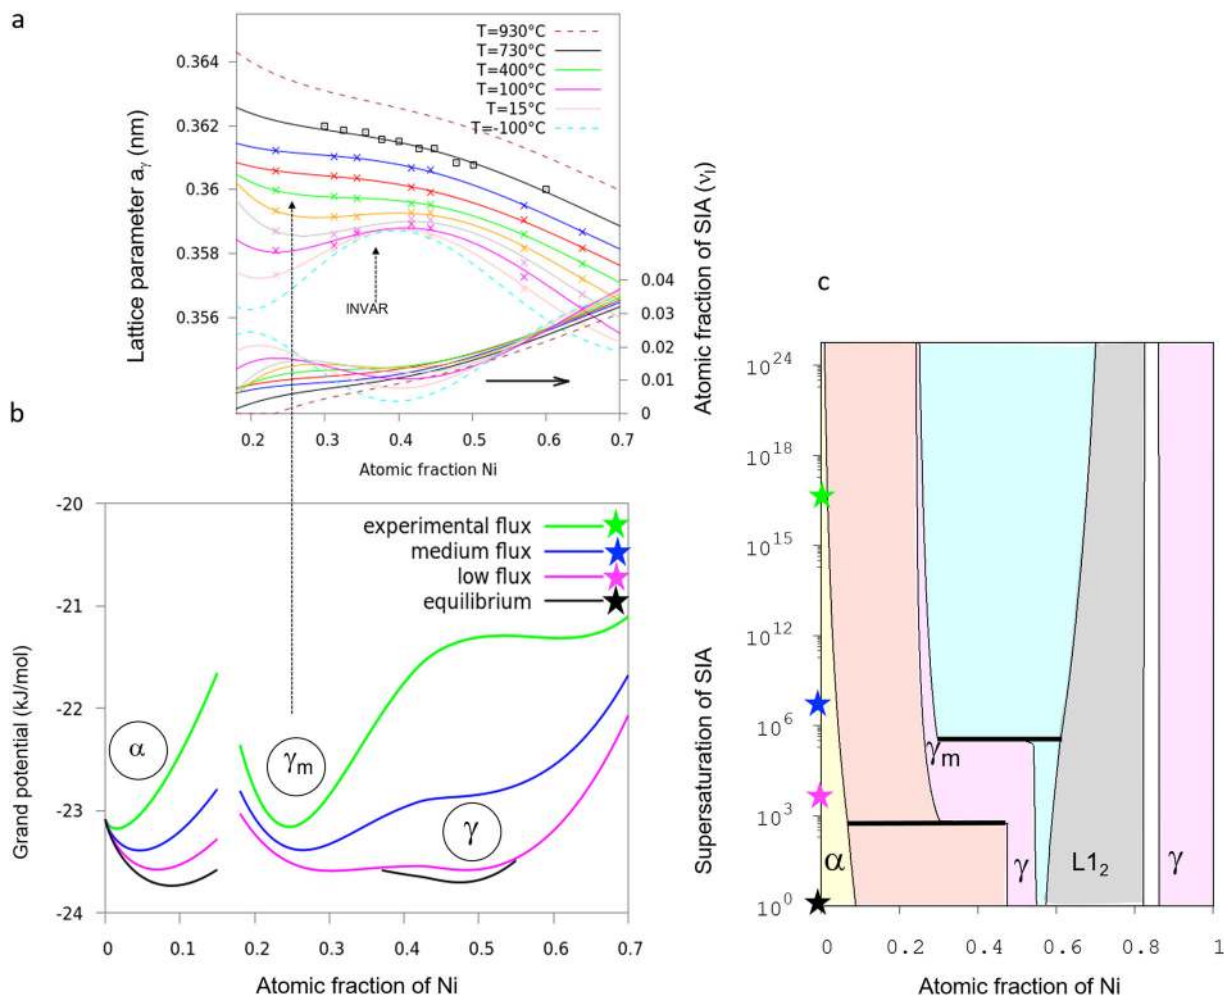 a
T=930°C
T=730°C
T=400°C
T=100°C
T=15°C
T=-100°C
0.364
0.362
0.36
0.358
0.356
Lattice parameter aγ (nm)
INVAR
0.04
0.03
0.02
0.01
0
Atomic fraction of SIA (νI)
0.2 0.3 0.4 0.5 0.6 0.7
Atomic fraction Ni
b
-20
-21
-22
-23
-24
Grand potential (kJ/mol)
experimental flux
medium flux
low flux
equilibrium
α
γm
γ
0 0.1 0.2 0.3 0.4 0.5 0.6 0.7
Atomic fraction of Ni
c
10^24
10^18
10^15
10^12
10^6
10^3
10^0
Supersaturation of SIA
γm
α
γ
L1₂
γ
0 0.2 0.4 0.6 0.8 1
Atomic fraction of Ni